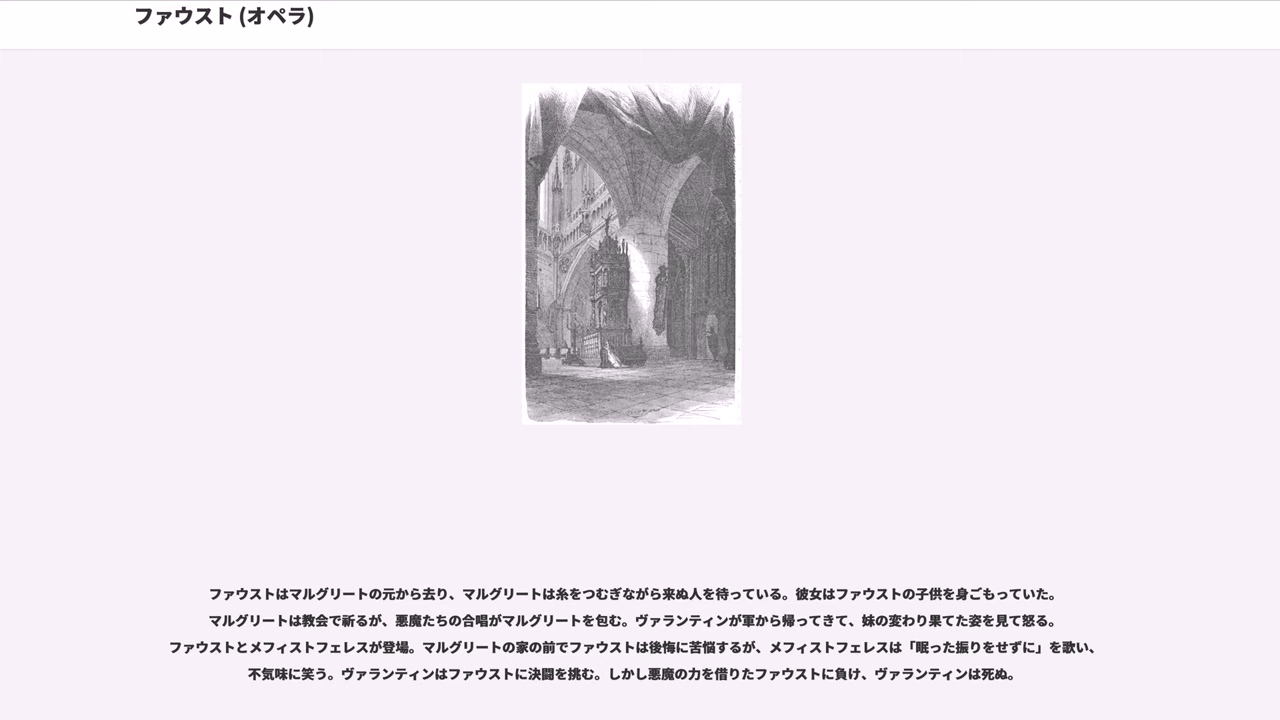 ファウスト (オペラ)
ファウストはマルグリートの元から去り、マルグリートは糸をつむぎながら来ぬ人を待っている。彼女はファウストの子供を身ごもっていた。
マルグリートは教会で祈るが、悪魔たちの合唱がマルグリートを包む。ヴァランティンが軍から帰ってきて、妹の変わり果てた姿を見て怒る。
ファウストとメフィストフェレスが登場。マルグリートの家の前でファウストは後悔に苦悩するが、メフィストフェレスは「眠った振りをせずに」を歌い、
不気味に笑う。ヴァランティンはファウストに決闘を挑む。しかし悪魔の力を借りたファウストに負け、ヴァランティンは死ぬ。